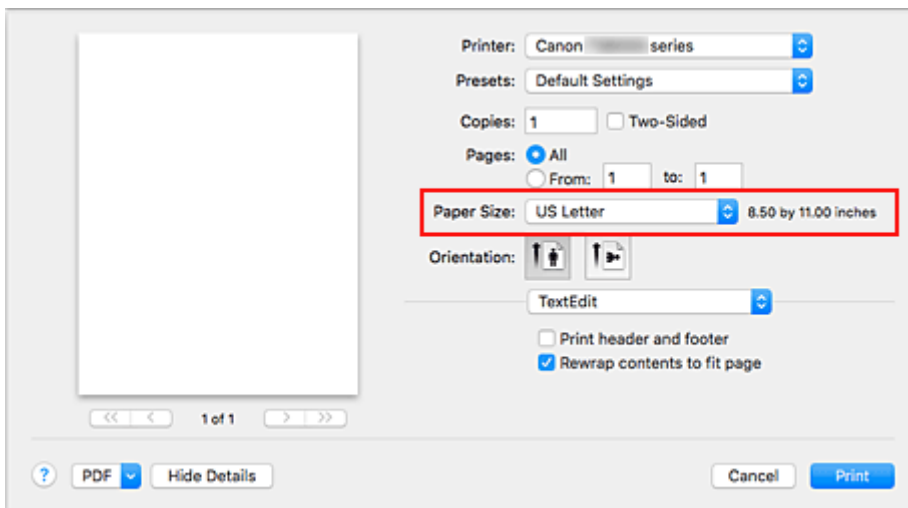 Printer: Canon series
Presets: Default Settings
Copies: 1 Two-Sided
Pages: All
From: 1 to: 1
Paper Size: US Letter 8.50 by 11.00 inches
Orientation:
TextEdit
Print header and footer
Rewrap contents to fit page
<< < 1 of 1 > >>
? PDF Hide Details Cancel Print